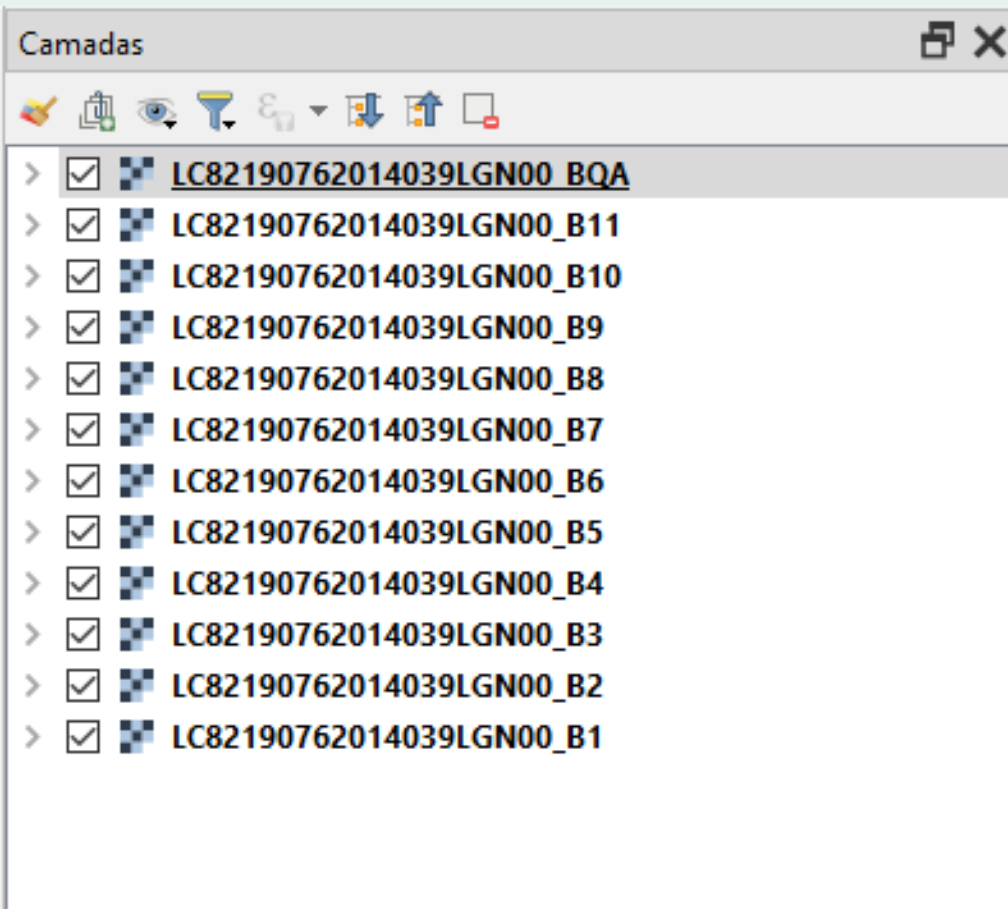 Camadas
LC82190762014039LGN00_BQA
LC82190762014039LGN00_B11
LC82190762014039LGN00_B10
LC82190762014039LGN00_B9
LC82190762014039LGN00_B8
LC82190762014039LGN00_B7
LC82190762014039LGN00_B6
LC82190762014039LGN00_B5
LC82190762014039LGN00_B4
LC82190762014039LGN00_B3
LC82190762014039LGN00_B2
LC82190762014039LGN00_B1